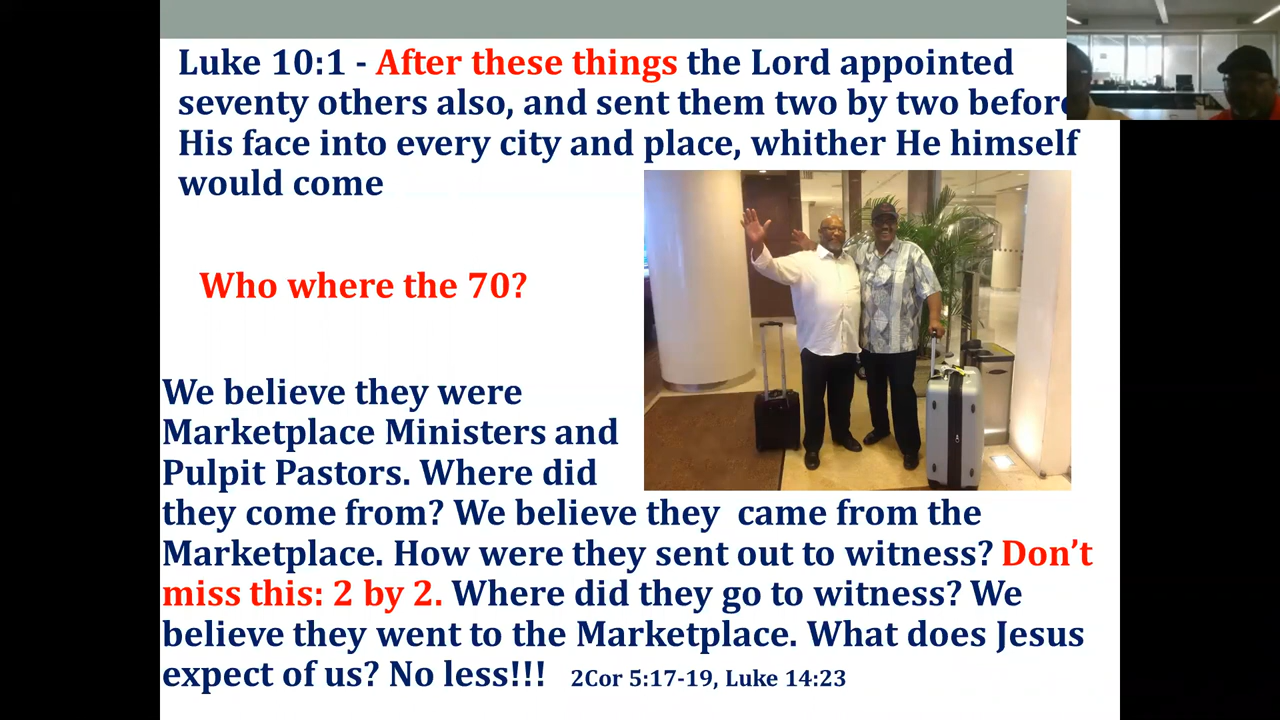 Luke 10:1 - After these things the Lord appointed
seventy others also, and sent them two by two before
His face into every city and place, whither He himself
would come
Who where the 70?
We believe they were
Marketplace Ministers and
Pulpit Pastors. Where did
they come from? We believe they came from the
Marketplace. How were they sent out to witness? Don’t
miss this: 2 by 2. Where did they go to witness? We
believe they went to the Marketplace. What does Jesus
expect of us? No less!!! 2Cor 5:17-19, Luke 14:23